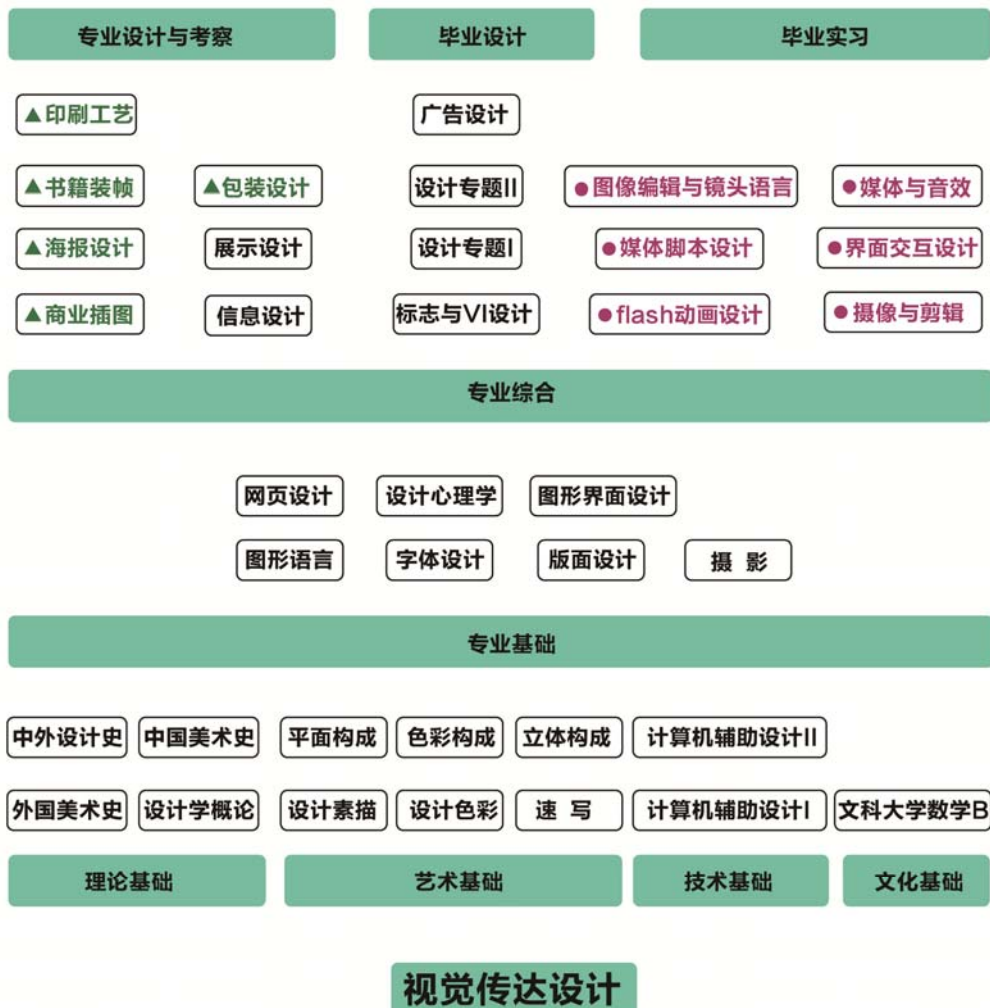 专业设计与考察 毕业设计 毕业实习
▲印刷工艺 广告设计
▲书籍装帧 ▲包装设计 设计专题II ●图像编辑与镜头语言 ●媒体与音效
▲海报设计 展示设计 设计专题I ●媒体脚本设计 ●界面交互设计
▲商业插图 信息设计 标志与VI设计 ●flash动画设计 ●摄像与剪辑
专业综合
网页设计 设计心理学 图形界面设计
图形语言 字体设计 版面设计 摄 影
专业基础
中外设计史 中国美术史 平面构成 色彩构成 立体构成 计算机辅助设计II
外国美术史 设计学概论 设计素描 设计色彩 速 写 计算机辅助设计I 文科大学数学B
理论基础 艺术基础 技术基础 文化基础
视觉传达设计